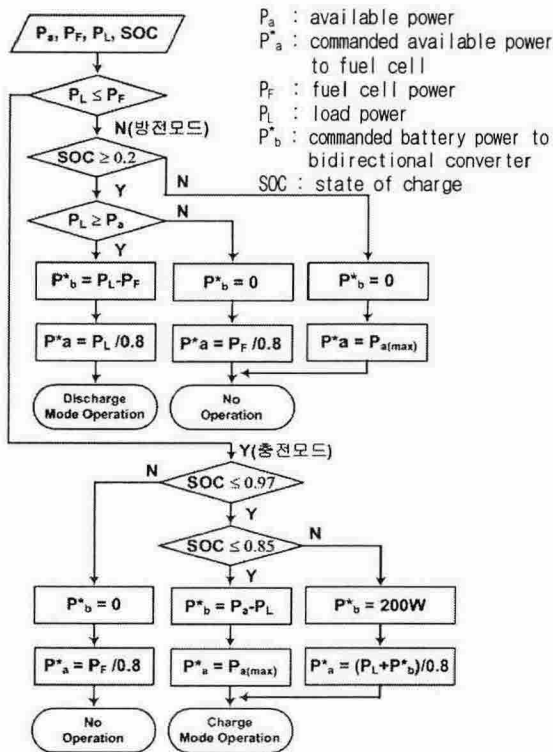 Pa, PF, PL, SOC
Pa : available power
P*a : commanded available power
to fuel cell
PF : fuel cell power
PL : load power
P*b : commanded battery power to
bidirectional converter
SOC : state of charge
PL ≤ PF
N(방전모드)
SOC ≥ 0.2
N
Y
PL ≥ Pa
N
Y
P*b = PL-PF
P*b = 0
P*b = 0
P*a = PL /0.8
P*a = PF /0.8
P*a = Pa(max)
Discharge
Mode Operation
No
Operation
Y(충전모드)
N
SOC ≤ 0.97
Y
N
SOC ≤ 0.85
Y
P*b = 0
P*b = Pa-PL
P*b = 200W
P*a = PF /0.8
P*a = Pa(max)
P*a = (PL+P*b)/0.8
No
Operation
Charge
Mode Operation